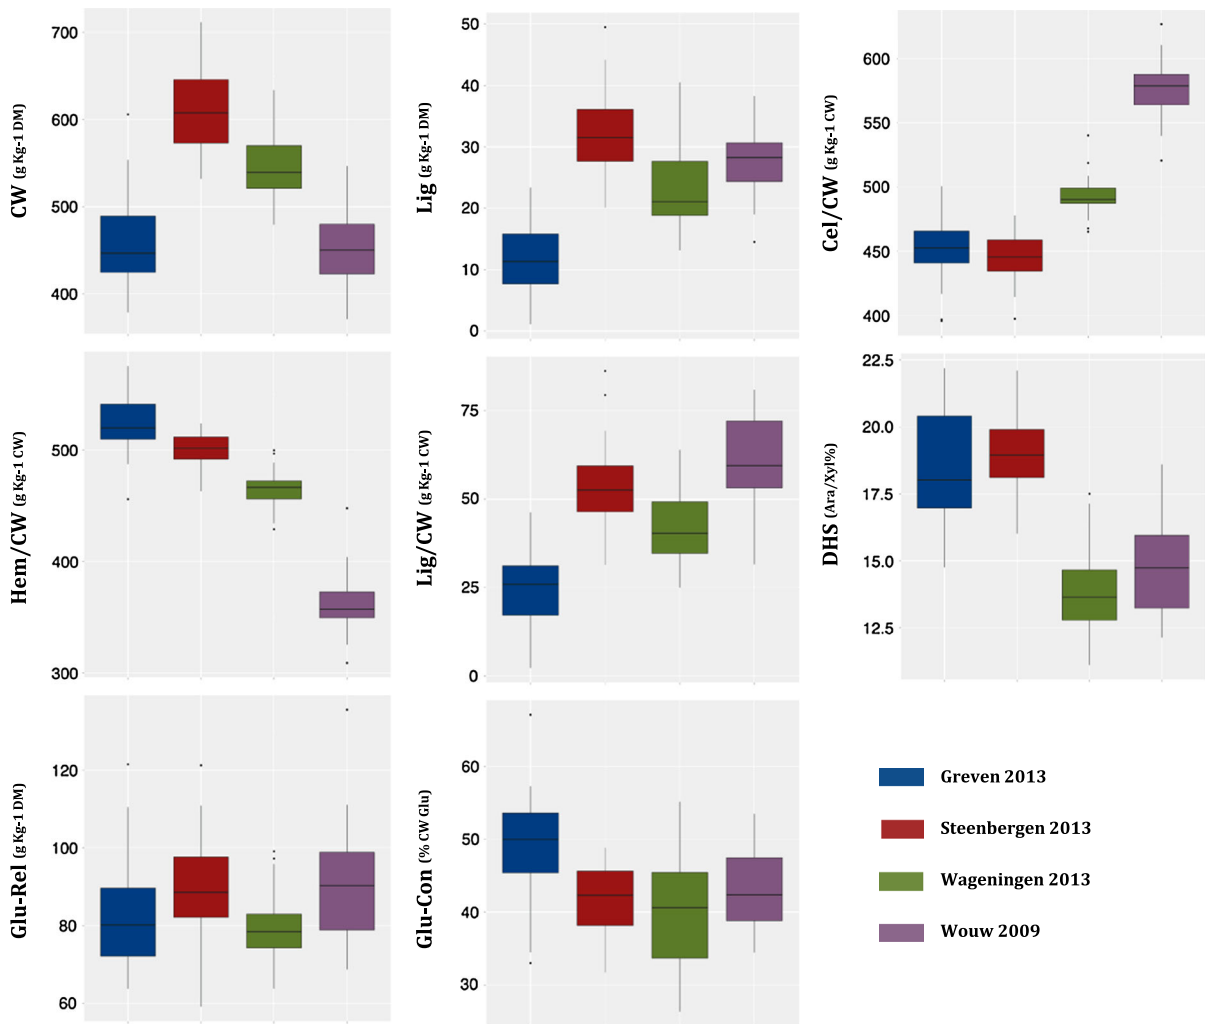 CW (g Kg-1 DM)
700
600
500
400
Lig (g Kg-1 DM)
50
40
30
20
10
0
Cel/CW (g Kg-1 CW)
600
550
500
450
400
Hem/CW (g Kg-1 CW)
500
400
300
Lig/CW (g Kg-1 CW)
75
50
25
0
DHS (Ara/Xyl%)
22.5
20.0
17.5
15.0
12.5
Glu-Rel (g Kg-1 DM)
120
100
80
60
Glu-Con (% CW Glu)
60
50
40
30
Greven 2013
Steenbergen 2013
Wageningen 2013
Wouw 2009